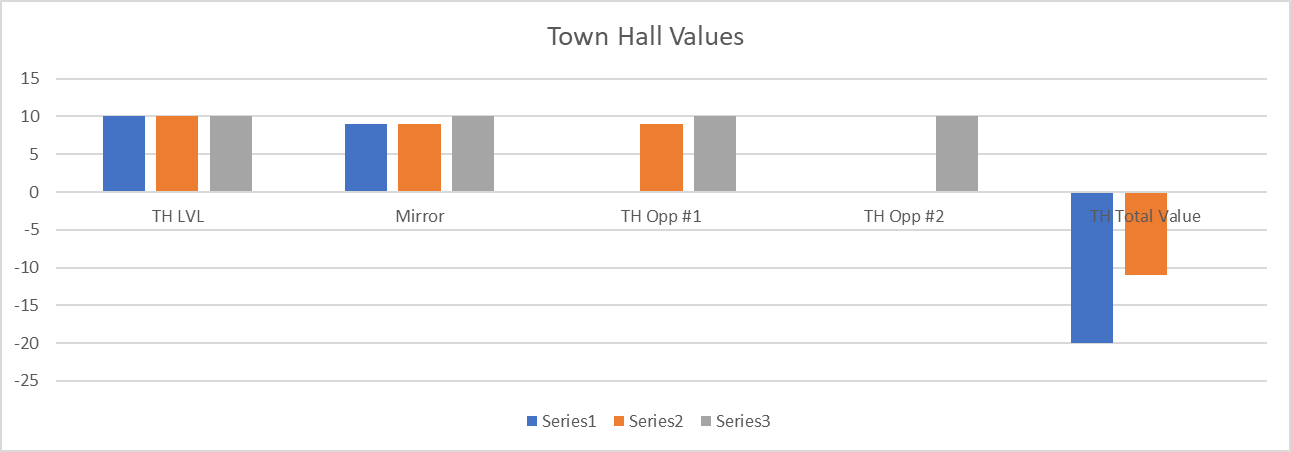 Town Hall Values
15
10
5
0
-5
-10
-15
-20
-25
TH LVL
Mirror
TH Opp #1
TH Opp #2
TH Total Value
Series1
Series2
Series3